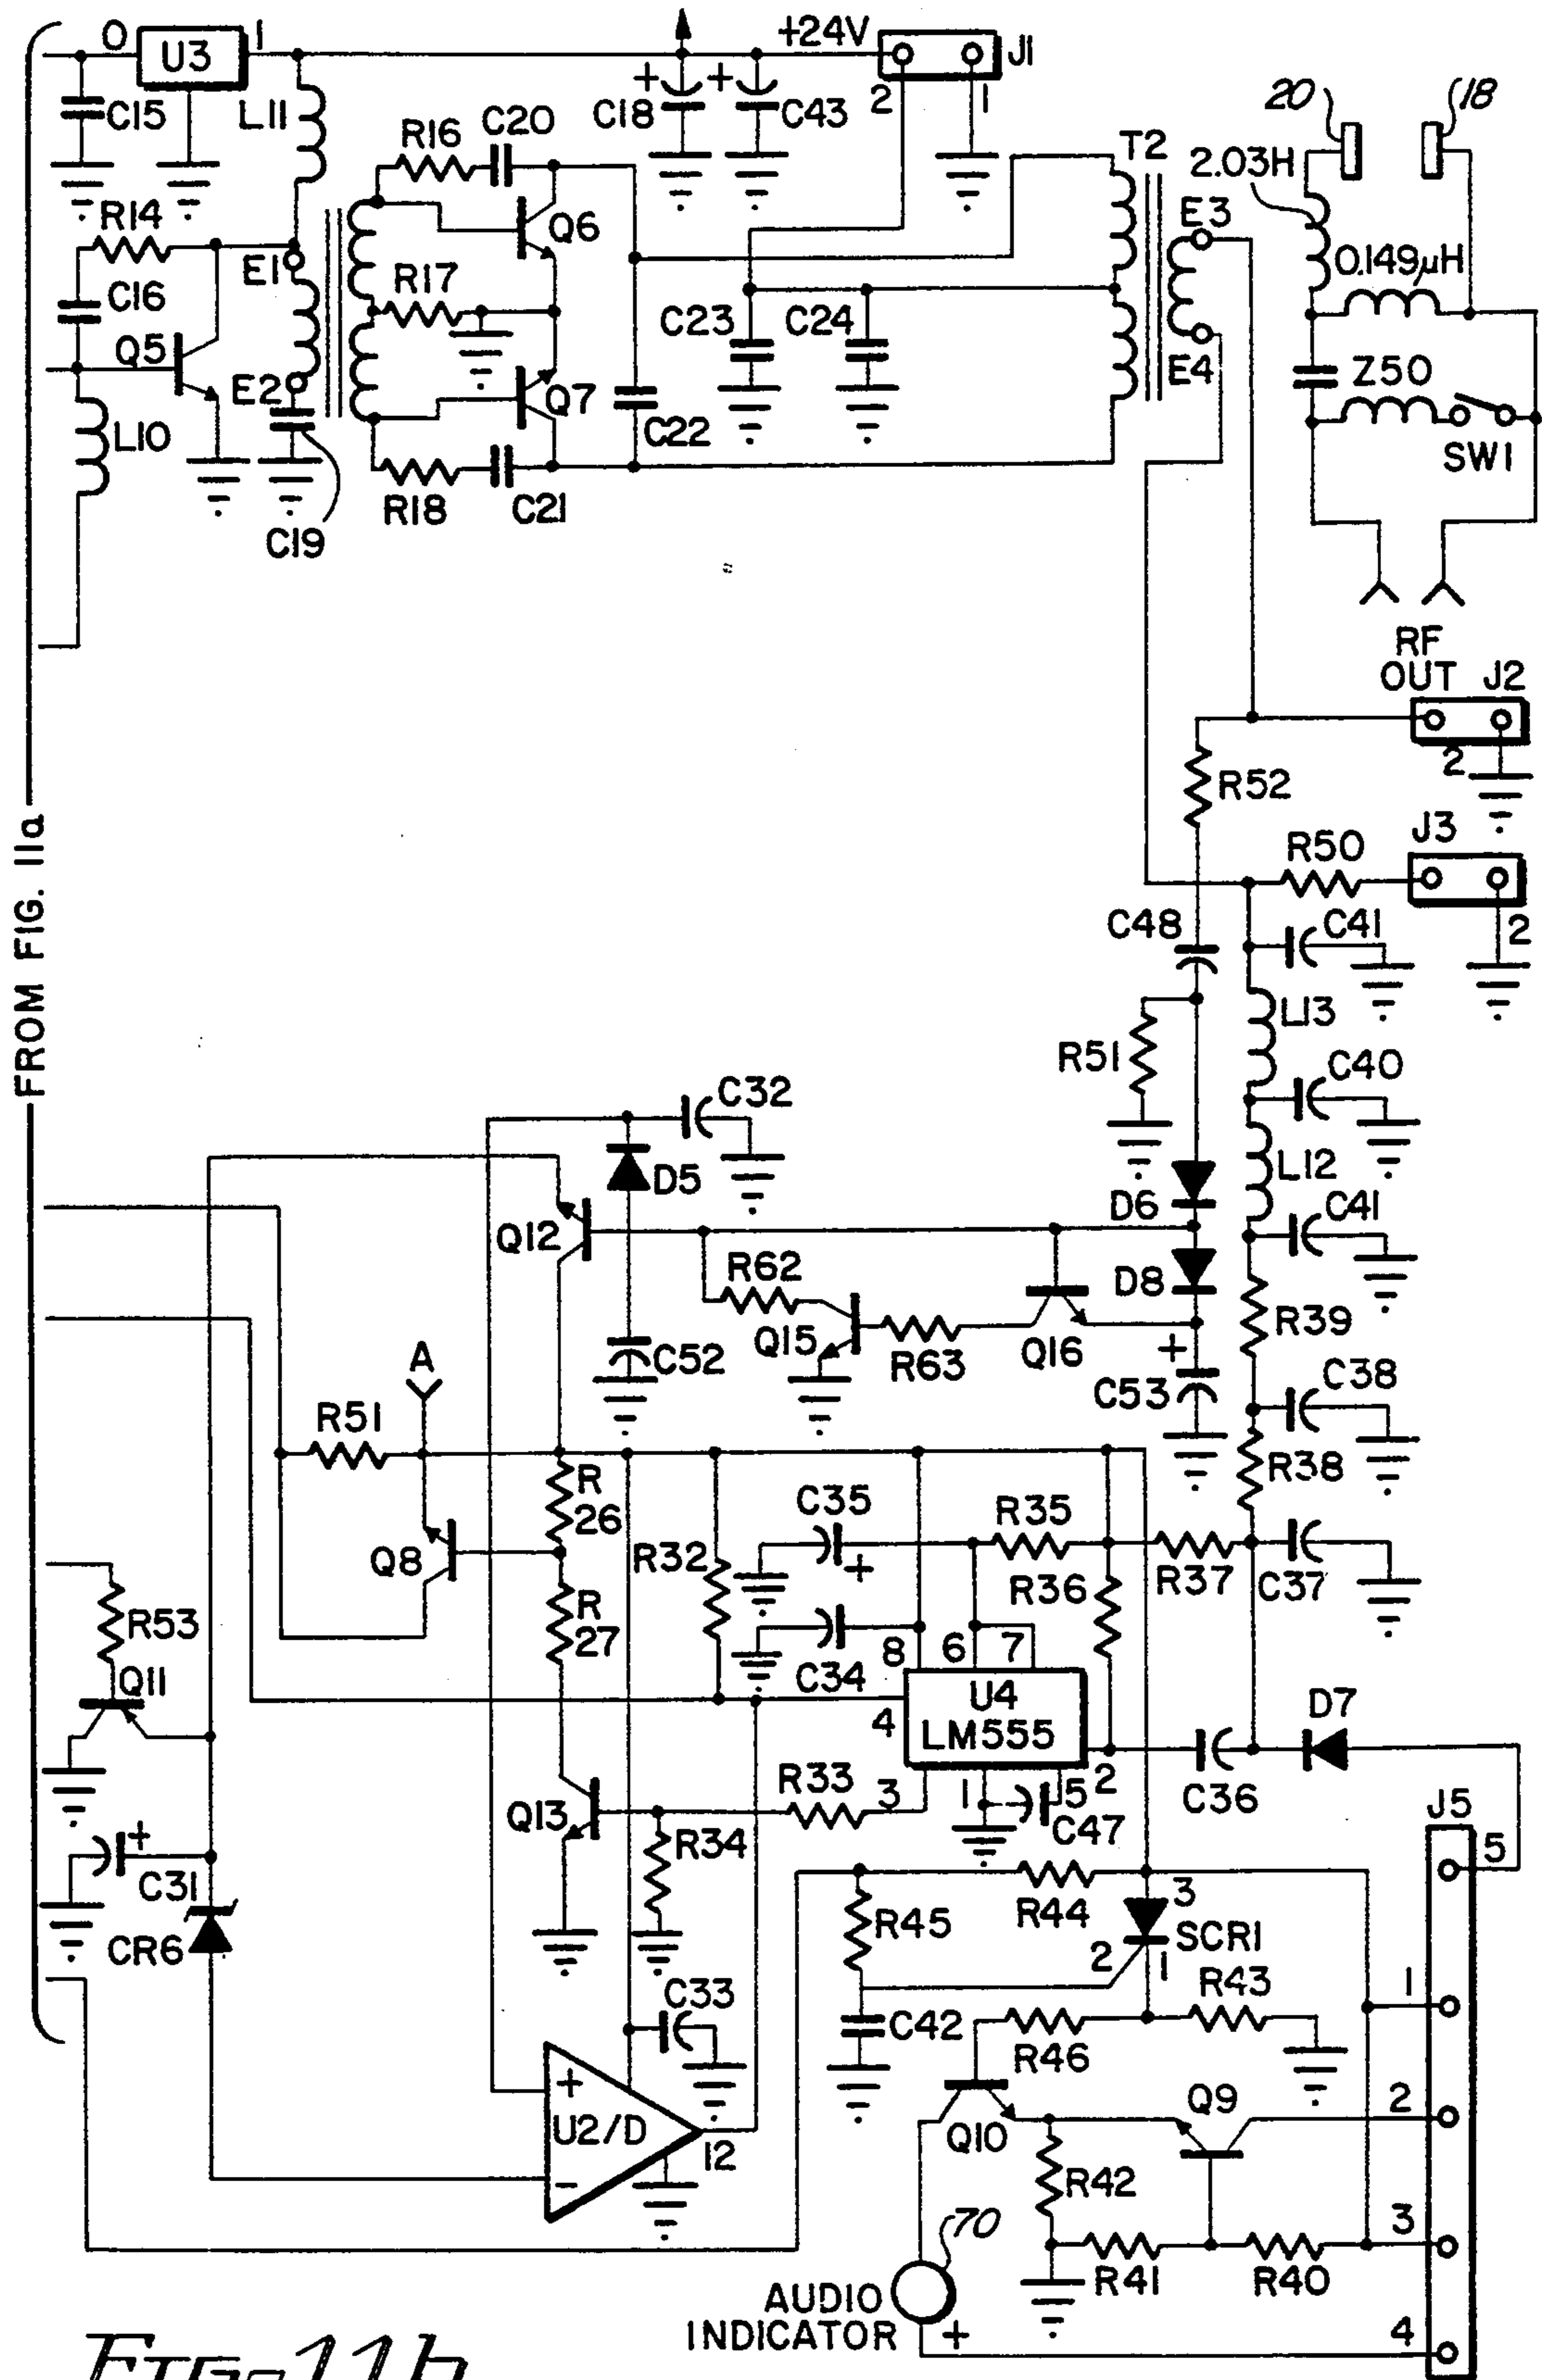 0 U3 1 +24V J1
C15 L11 R16 C20 C18 + + C43 2 1
20 18
T2 2.03H
R14 Q6 E3
E1 R17 0.149µH
C16 C23 C24
Q5 E2 Q7 E4 Z50
C22
L10 SW1
R18 C21
C19
RF
OUT J2
2
R52
FROM FIG. 11a
J3
R50
C48 C41 2
L13
R51 C40
C32
D5 L12
D6
Q12 C41
R62 D8
R39
Q15 R63 Q16 +
C52 C53 C38
A
R51 R38
R
26
C35 R35
Q8 R32 + R36 R37 C37
R
27
R53 8 6 7
C34
Q11 U4
4 LM555 D7
2
R33 3 1 5 C36
Q13 C47 J5
+ R34 5
C31
R44 3
R45 SCR1
CR6 2 1
C33 R43 1
C42
R46
+ Q9 2
U2/D Q10
12
− R42
70 3
R41 R40
AUDIO
INDICATOR + 4
FIG. 11b